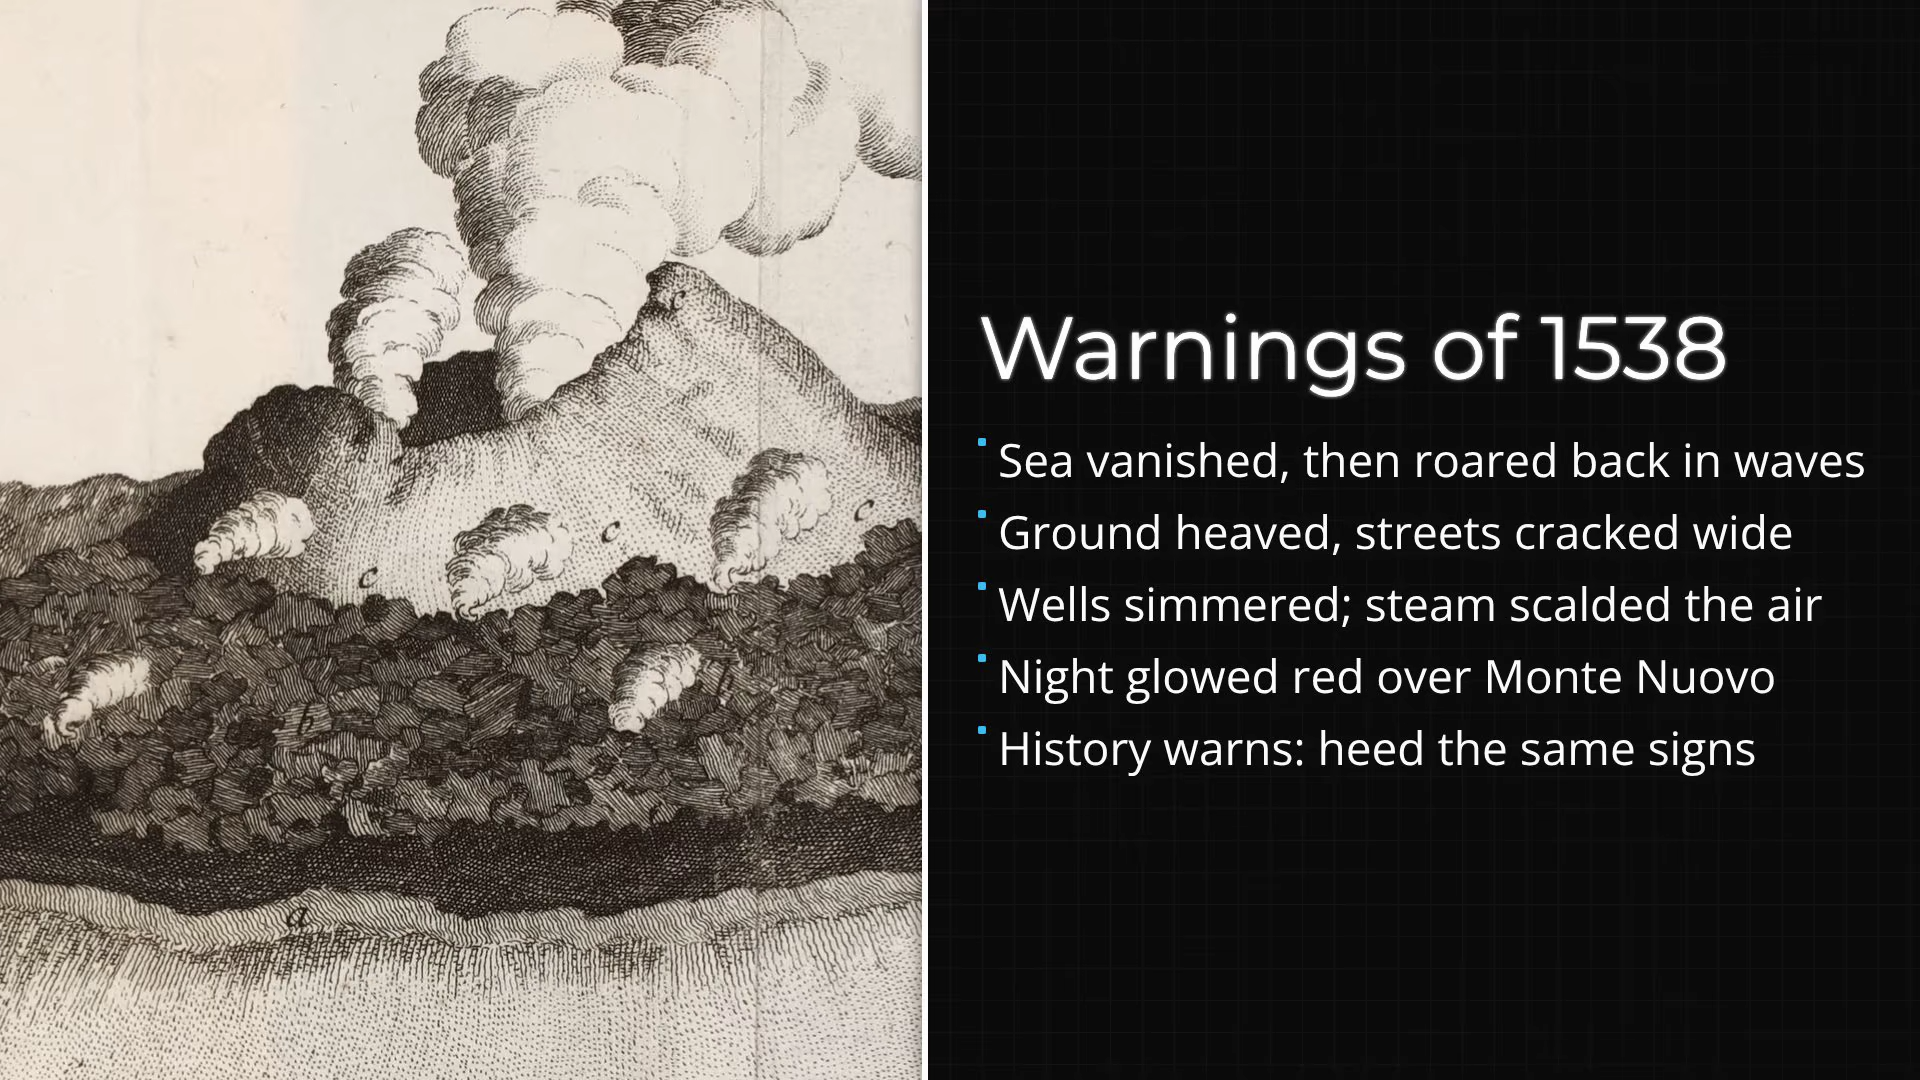 Warnings of 1538
Sea vanished, then roared back in waves
Ground heaved, streets cracked wide
Wells simmered; steam scalded the air
Night glowed red over Monte Nuovo
History warns: heed the same signs
c
c
c
c
b
b
a